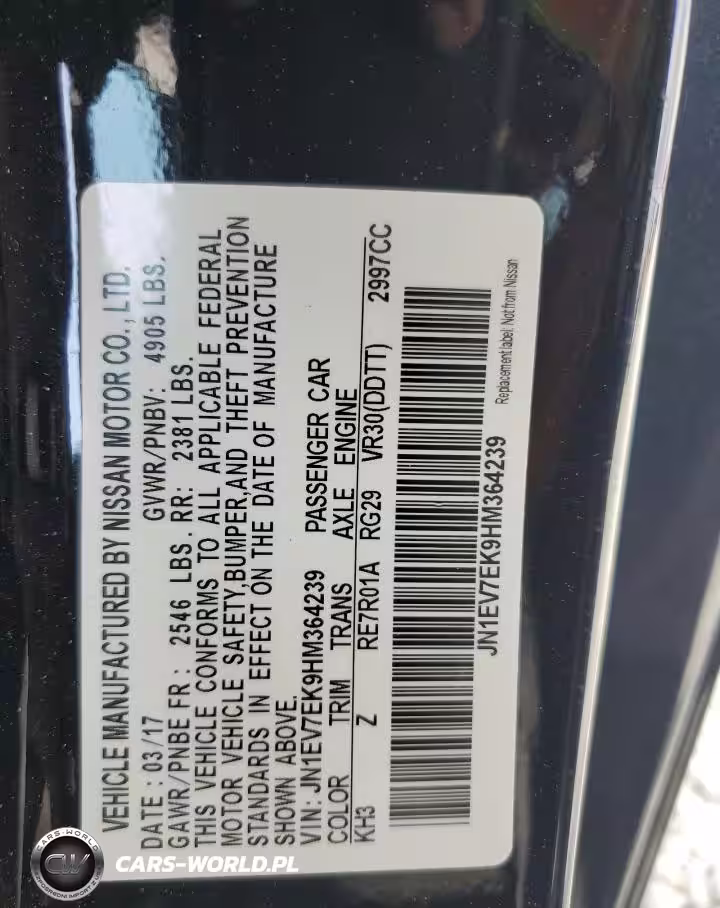 VEHICLE MANUFACTURED BY NISSAN MOTOR CO., LTD.
DATE : 03/17 GVWR/PNBV: 4905 LBS.
GAWR/PNBE FR : 2546 LBS. RR: 2381 LBS.
THIS VEHICLE CONFORMS TO ALL APPLICABLE FEDERAL
MOTOR VEHICLE SAFETY,BUMPER,AND THEFT PREVENTION
STANDARDS IN EFFECT ON THE DATE OF MANUFACTURE
SHOWN ABOVE.
VIN: JN1EV7EK9HM364239 PASSENGER CAR
COLOR TRIM TRANS AXLE ENGINE
KH3 Z RE7R01A RG29 VR30(DDTT) 2997CC
JN1EV7EK9HM364239
Replacement label. Not from Nissan
CARS-WORLD
CW
CARS-WORLD.PL